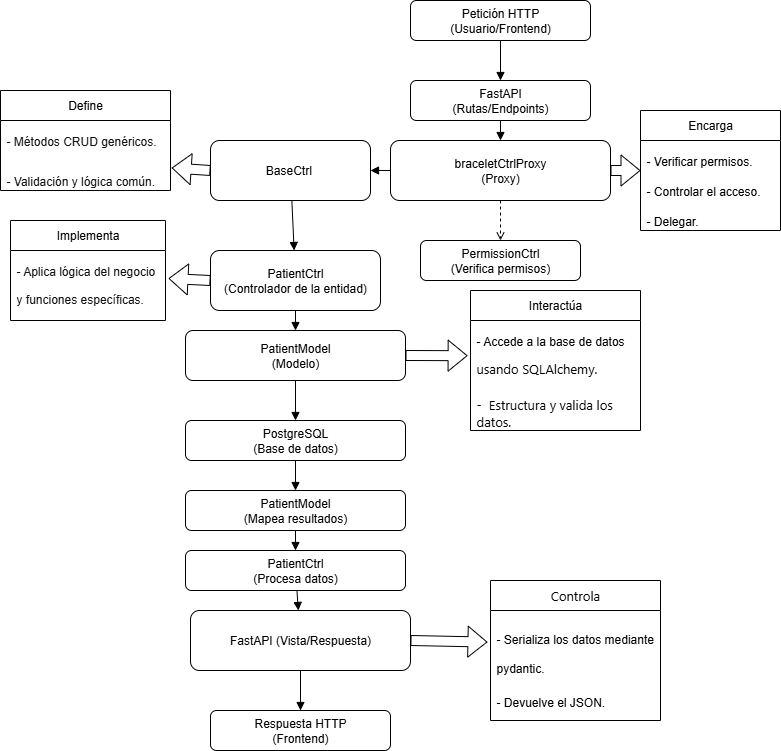 Petición HTTP
(Usuario/Frontend)
FastAPI
(Rutas/Endpoints)
Define
- Métodos CRUD genéricos.
- Validación y lógica común.
BaseCtrl
braceletCtrlProxy
(Proxy)
Encarga
- Verificar permisos.
- Controlar el acceso.
- Delegar.
Implementa
- Aplica lógica del negocio
y funciones específicas.
PatientCtrl
(Controlador de la entidad)
PermissionCtrl
(Verifica permisos)
PatientModel
(Modelo)
Interactúa
- Accede a la base de datos
usando SQLAlchemy.
- Estructura y valida los
datos.
PostgreSQL
(Base de datos)
PatientModel
(Mapea resultados)
PatientCtrl
(Procesa datos)
FastAPI (Vista/Respuesta)
Controla
- Serializa los datos mediante
pydantic.
- Devuelve el JSON.
Respuesta HTTP
(Frontend)